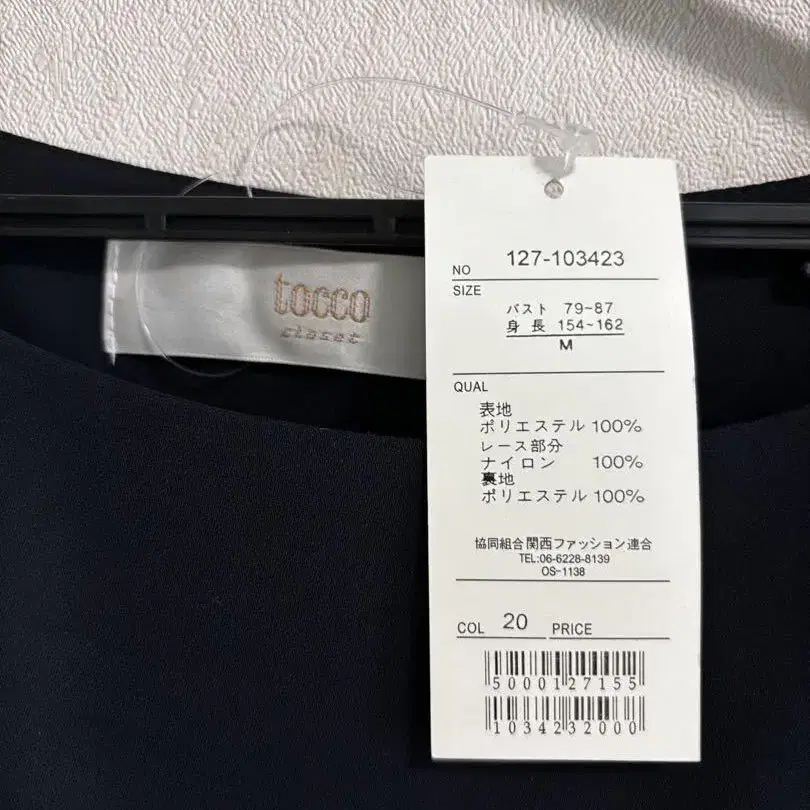 tocco
closet
NO 127-103423
SIZE
バスト 79~87
身長 154~162
M
QUAL
表地
ポリエステル 100%
レース部分
ナイロン 100%
裏地
ポリエステル 100%
協同組合関西ファッション連合
TEL:06-6228-8139
OS-1138
COL 20 PRICE
5000127155
1034232000